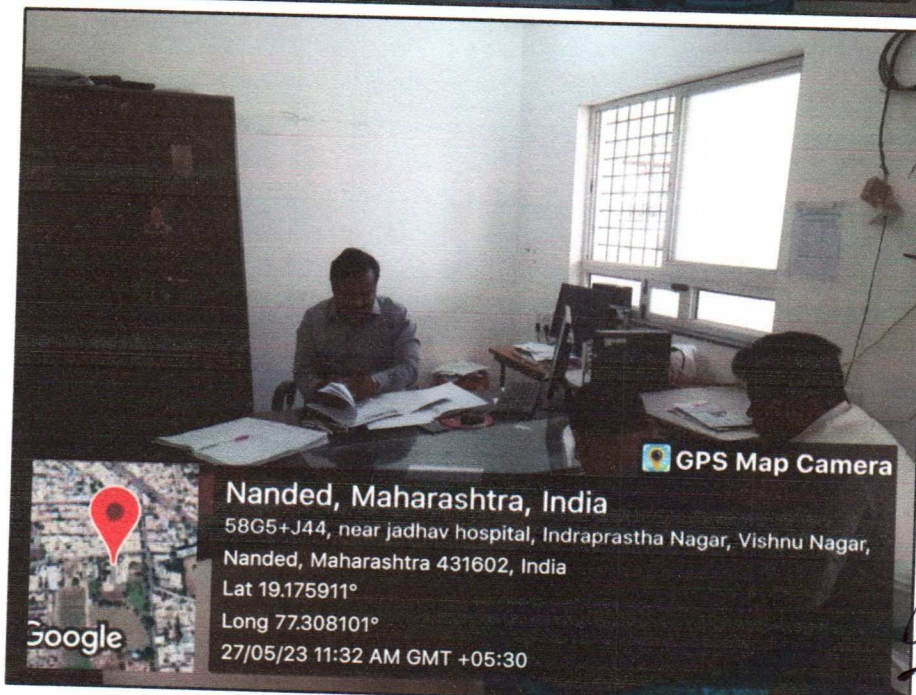 GPS Map Camera
Nanded, Maharashtra, India
58G5+J44, near jadhav hospital, Indraprastha Nagar, Vishnu Nagar,
Nanded, Maharashtra 431602, India
Lat 19.175911°
Long 77.308101°
27/05/23 11:32 AM GMT +05:30
Google